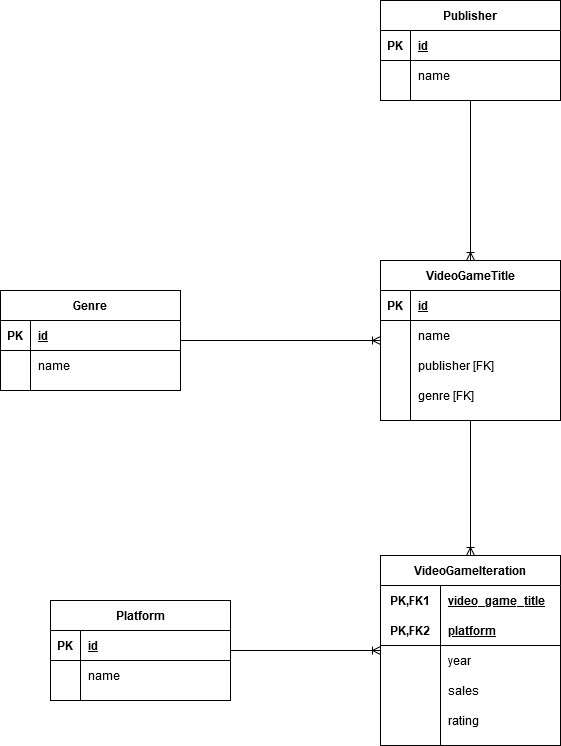 Publisher
PK id
name
VideoGameTitle
PK id
name
publisher [FK]
genre [FK]
Genre
PK id
name
VideoGameIteration
PK,FK1 video_game_title
PK,FK2 platform
year
sales
rating
Platform
PK id
name